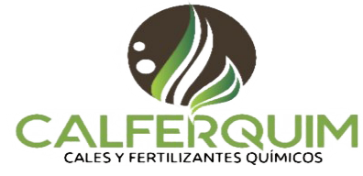 CALFERQUIM
CALES Y FERTILIZANTES QUÍMICOS